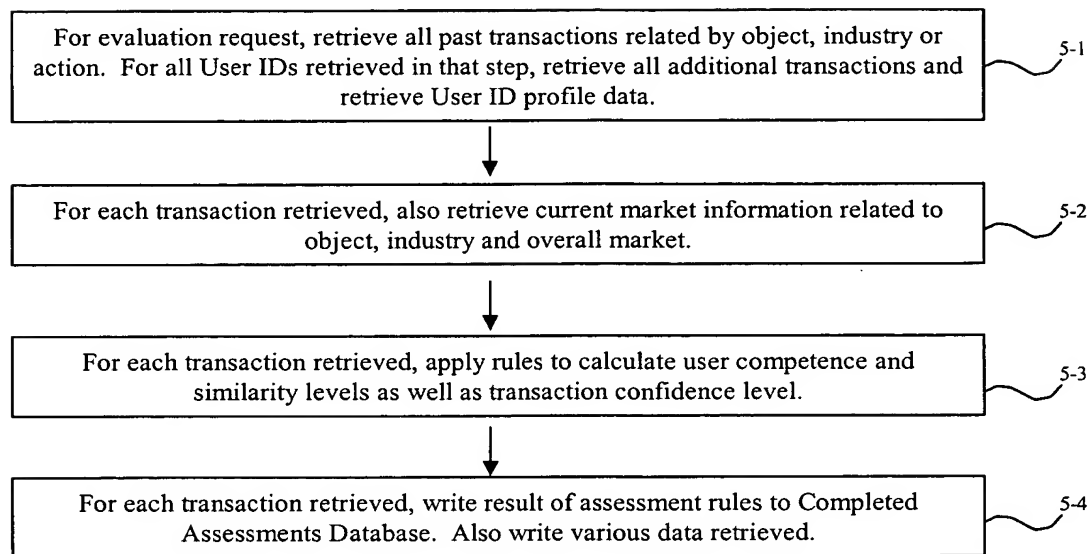 For evaluation request, retrieve all past transactions related by object, industry or
action. For all User IDs retrieved in that step, retrieve all additional transactions and
retrieve User ID profile data.
5-1
For each transaction retrieved, also retrieve current market information related to
object, industry and overall market.
5-2
For each transaction retrieved, apply rules to calculate user competence and
similarity levels as well as transaction confidence level.
5-3
For each transaction retrieved, write result of assessment rules to Completed
Assessments Database. Also write various data retrieved.
5-4